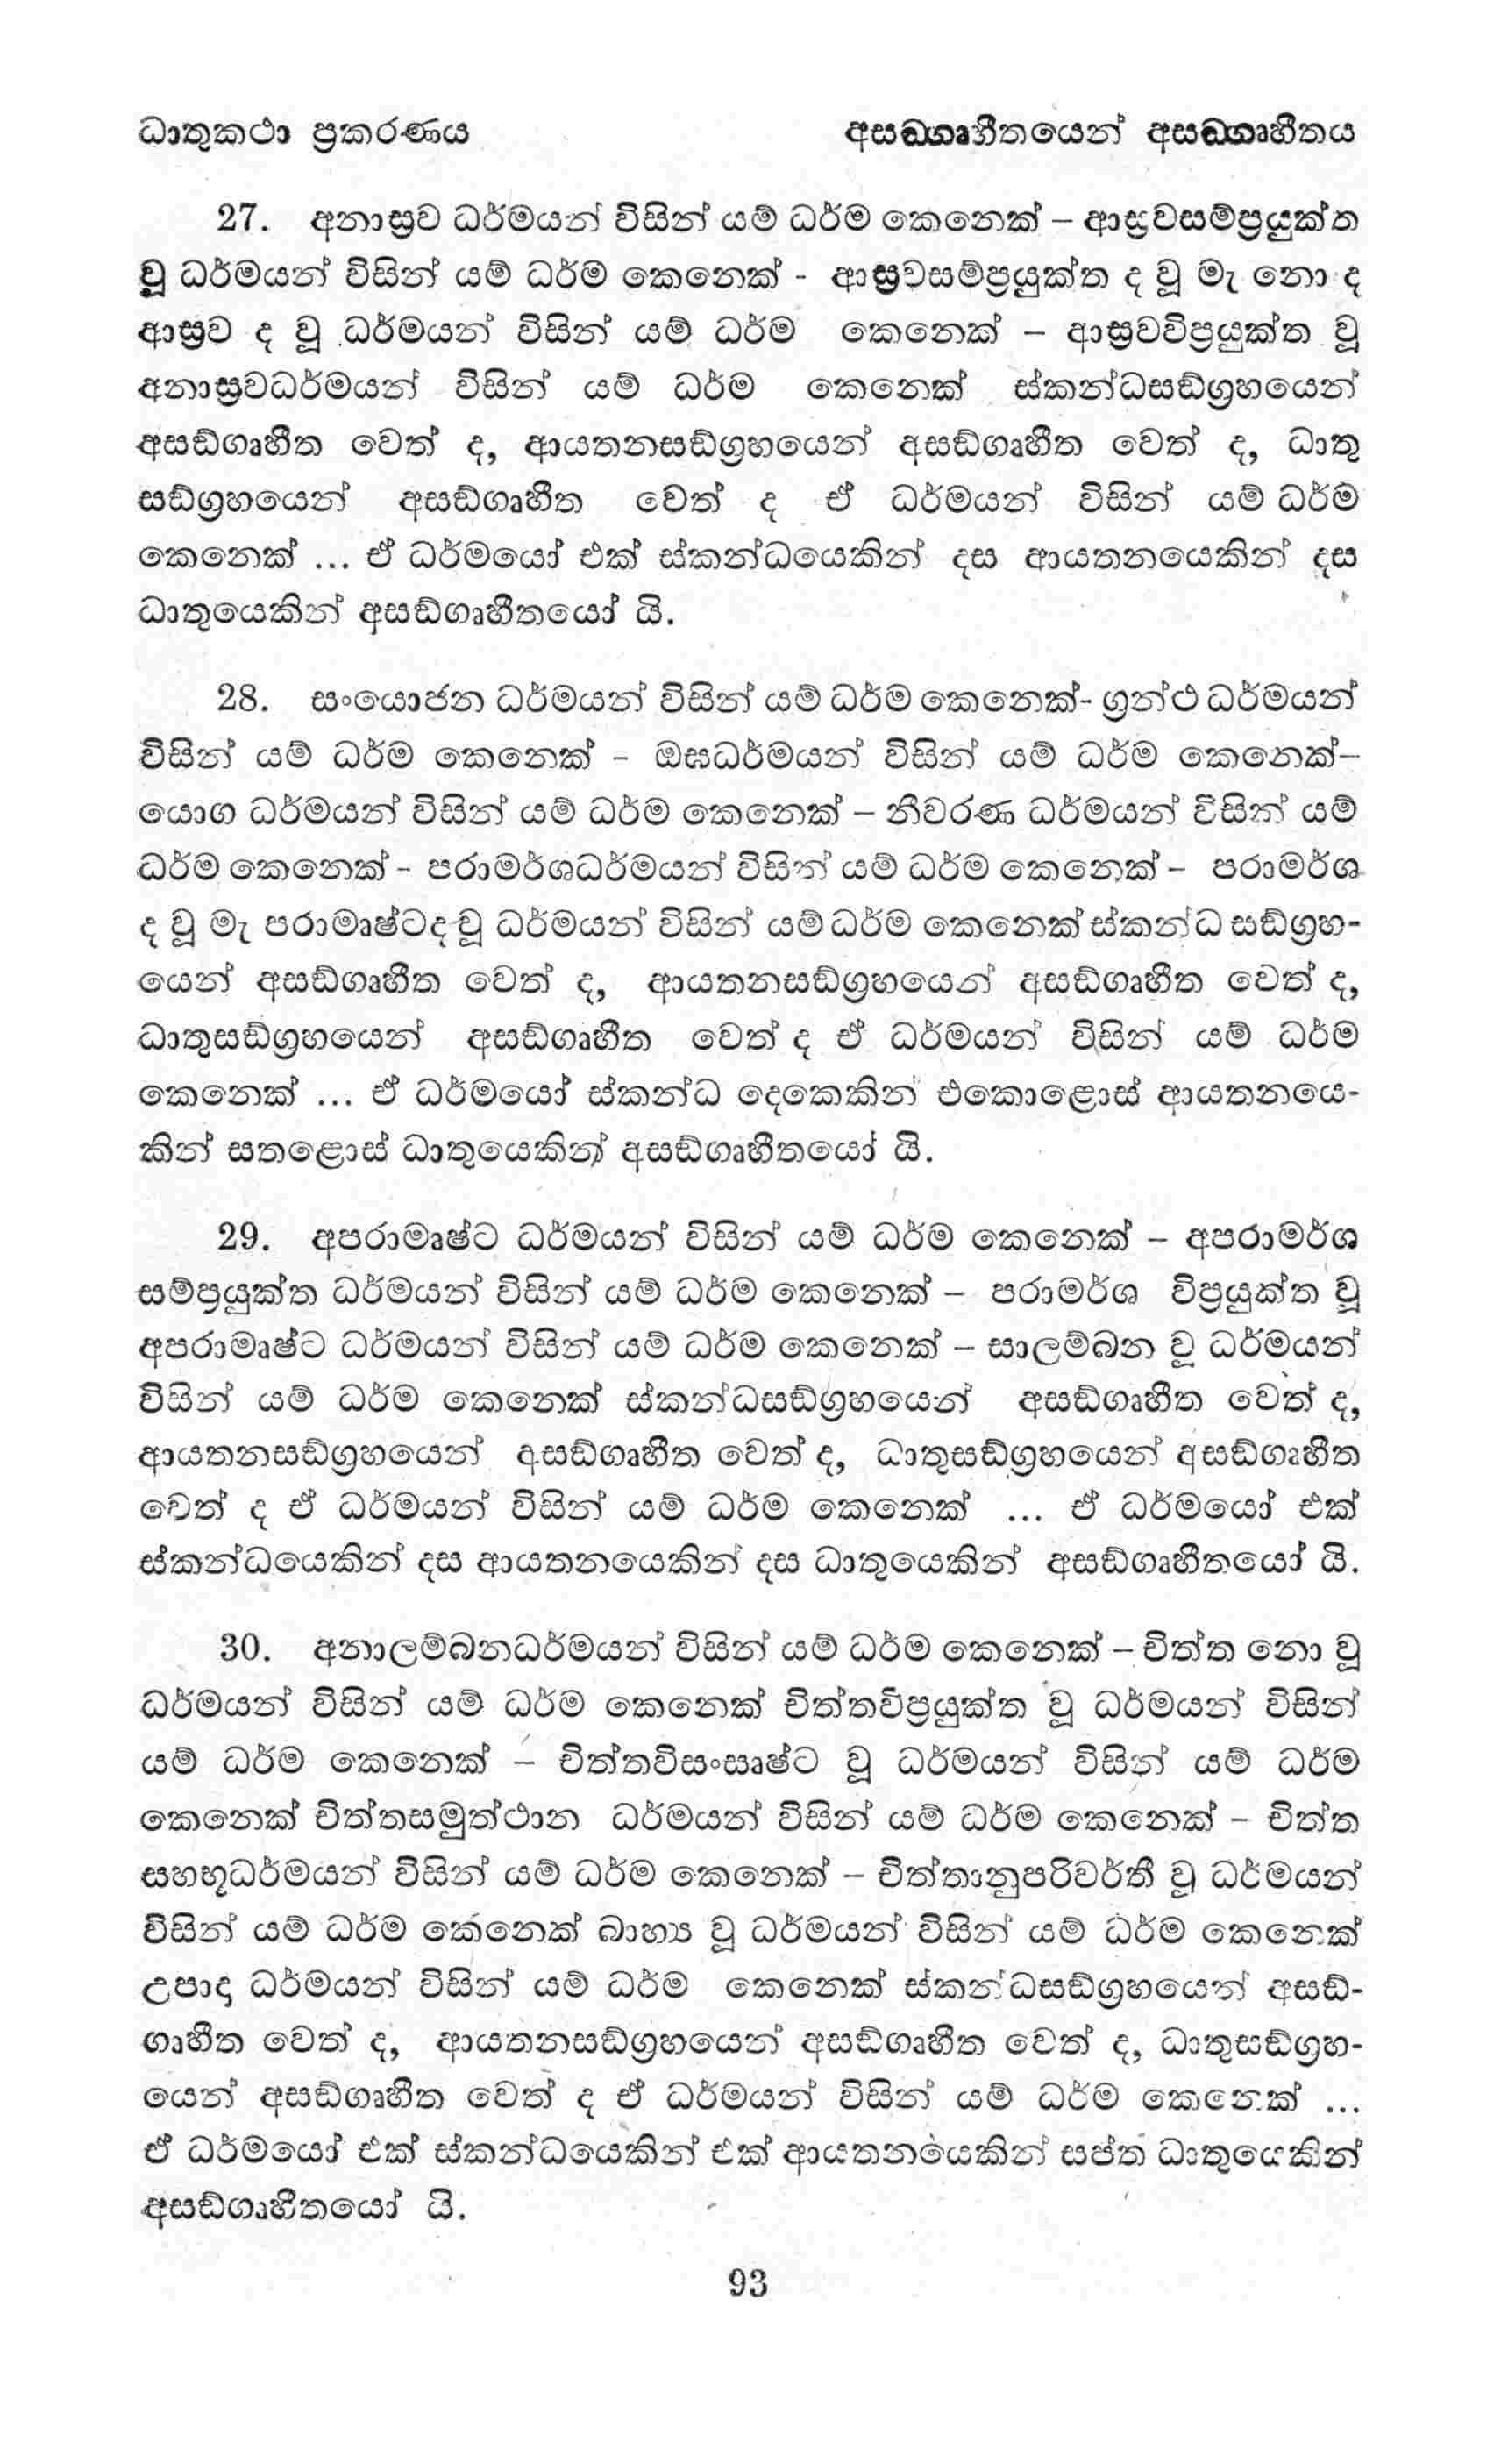 ධාතුකථා ප්‍රකරණය අසඞ්ගෘහීතයෙන් අසඞ්ගෘහීතය
27. අනාස්‍රව ධර්මයන් විසින් යම් ධර්ම කෙනෙක් – ආස්‍රවසම්ප්‍රයුක්ත
වූ ධර්මයන් විසින් යම් ධර්ම කෙනෙක් - ආස්‍රවසම්ප්‍රයුක්ත ද වූ මැ නො ද
ආස්‍රව ද වූ ධර්මයන් විසින් යම් ධර්ම කෙනෙක් – ආස්‍රවවිප්‍රයුක්ත වූ
අනාස්‍රවධර්මයන් විසින් යම් ධර්ම කෙනෙක් ස්කන්ධසඞ්ග්‍රහයෙන්
අසඞ්ගෘහීත වෙත් ද, ආයතනසඞ්ග්‍රහයෙන් අසඞ්ගෘහීත වෙත් ද, ධාතු
සඞ්ග්‍රහයෙන් අසඞ්ගෘහීත වෙත් ද ඒ ධර්මයන් විසින් යම් ධර්ම
කෙනෙක් ... ඒ ධර්මයෝ එක් ස්කන්ධයෙකින් දස ආයතනයෙකින් දස
ධාතුයෙකින් අසඞ්ගෘහීතයෝ යි.
28. සංයොජන ධර්මයන් විසින් යම් ධර්ම කෙනෙක්- ග්‍රන්ථ ධර්මයන්
විසින් යම් ධර්ම කෙනෙක් – ඔඝධර්මයන් විසින් යම් ධර්ම කෙනෙක්–
යොග ධර්මයන් විසින් යම් ධර්ම කෙනෙක් – නීවරණ ධර්මයන් විසින් යම්
ධර්ම කෙනෙක් - පරාමර්ශධර්මයන් විසින් යම් ධර්ම කෙනෙක් – පරාමර්ශ
ද වූ මැ පරාමෘෂ්ටද වූ ධර්මයන් විසින් යම් ධර්ම කෙනෙක් ස්කන්ධ සඞ්ග්‍රහ-
යෙන් අසඞ්ගෘහීත වෙත් ද, ආයතනසඞ්ග්‍රහයෙන් අසඞ්ගෘහීත වෙත් ද,
ධාතුසඞ්ග්‍රහයෙන් අසඞ්ගෘහීත වෙත් ද ඒ ධර්මයන් විසින් යම් ධර්ම
කෙනෙක් ... ඒ ධර්මයෝ ස්කන්ධ දෙකෙකින් එකොළොස් ආයතනයෙ-
කින් සතළොස් ධාතුයෙකින් අසඞ්ගෘහීතයෝ යි.
29. අපරාමෘෂ්ට ධර්මයන් විසින් යම් ධර්ම කෙනෙක් – අපරාමර්ශ
සම්ප්‍රයුක්ත ධර්මයන් විසින් යම් ධර්ම කෙනෙක් – පරාමර්ශ විප්‍රයුක්ත වූ
අපරාමෘෂ්ට ධර්මයන් විසින් යම් ධර්ම කෙනෙක් – සාලම්බන වූ ධර්මයන්
විසින් යම් ධර්ම කෙනෙක් ස්කන්ධසඞ්ග්‍රහයෙන් අසඞ්ගෘහීත වෙත් ද,
ආයතනසඞ්ග්‍රහයෙන් අසඞ්ගෘහීත වෙත් ද, ධාතුසඞ්ග්‍රහයෙන් අසඞ්ගෘහීත
වෙත් ද ඒ ධර්මයන් විසින් යම් ධර්ම කෙනෙක් ... ඒ ධර්මයෝ එක්
ස්කන්ධයෙකින් දස ආයතනයෙකින් දස ධාතුයෙකින් අසඞ්ගෘහීතයෝ යි.
30. අනාලම්බනධර්මයන් විසින් යම් ධර්ම කෙනෙක් – චිත්ත නො වූ
ධර්මයන් විසින් යම් ධර්ම කෙනෙක් චිත්තවිප්‍රයුක්ත වූ ධර්මයන් විසින්
යම් ධර්ම කෙනෙක් – චිත්තවිසංසෘෂ්ට වූ ධර්මයන් විසින් යම් ධර්ම
කෙනෙක් චිත්තසමුත්ථාන ධර්මයන් විසින් යම් ධර්ම කෙනෙක් – චිත්ත
සහභූධර්මයන් විසින් යම් ධර්ම කෙනෙක් – චිත්තානුපරිවර්තී වූ ධර්මයන්
විසින් යම් ධර්ම කෙනෙක් බාහ්‍ය වූ ධර්මයන් විසින් යම් ධර්ම කෙනෙක්
උපාදා ධර්මයන් විසින් යම් ධර්ම කෙනෙක් ස්කන්ධසඞ්ග්‍රහයෙන් අසඞ්-
ගෘහීත වෙත් ද, ආයතනසඞ්ග්‍රහයෙන් අසඞ්ගෘහීත වෙත් ද, ධාතුසඞ්ග්‍රහ-
යෙන් අසඞ්ගෘහීත වෙත් ද ඒ ධර්මයන් විසින් යම් ධර්ම කෙනෙක් ...
ඒ ධර්මයෝ එක් ස්කන්ධයෙකින් එක් ආයතනයෙකින් සප්ත ධාතුයෙකින්
අසඞ්ගෘහීතයෝ යි.
93